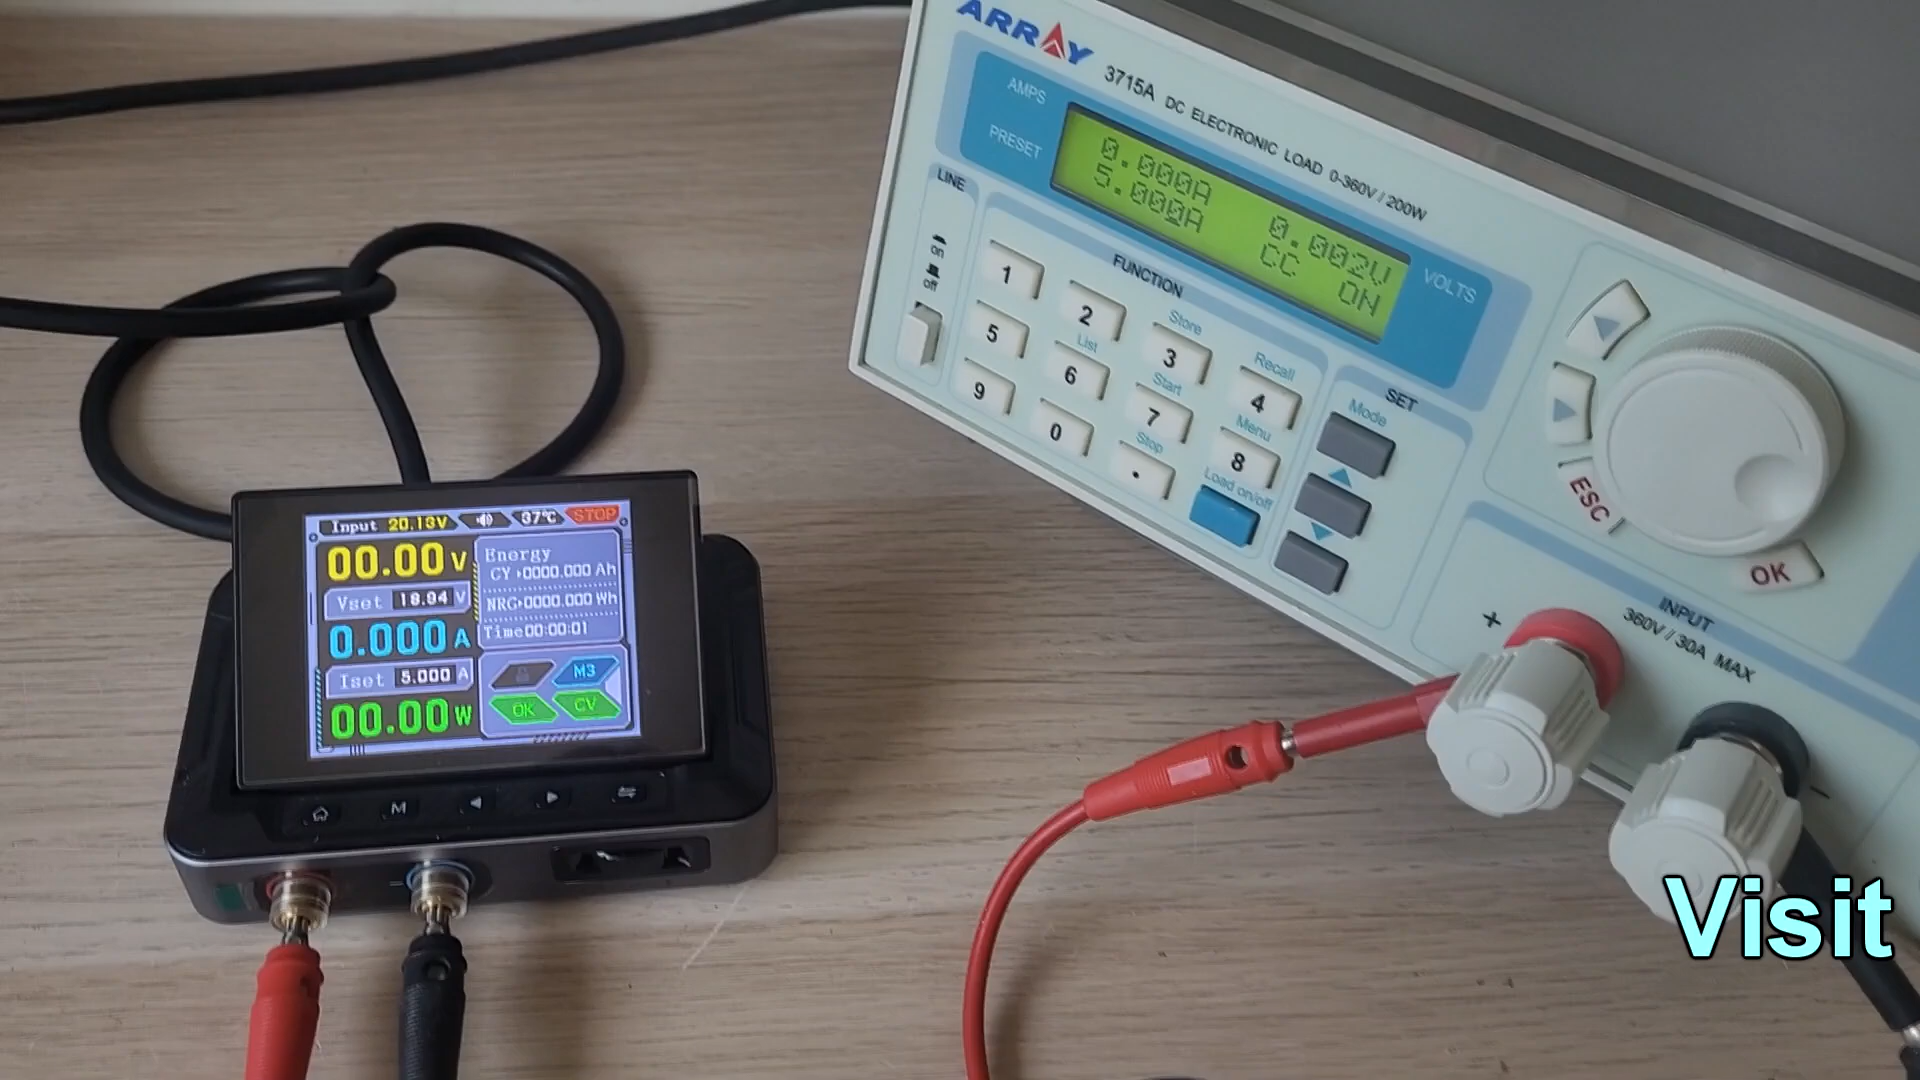 ARRAY
3715A DC ELECTRONIC LOAD 0-360V / 200W
AMPS
PRESET
0.000A 0.002V
5.000A CC ON
VOLTS
LINE
on
off
FUNCTION
1
2
Store
3
Recall
4
5
List
6
Start
7
Menu
8
9
0
Stop
.
Load on/off
SET
Mode
ESC
OK
INPUT
360V / 30A MAX
+
-
Input 20.13V 37℃ STOP
00.00 V
Vset 18.94 V
0.000 A
Iset 5.000 A
00.00 W
Energy
CY 0000.000 Ah
NRG 0000.000 Wh
Time 00:00:01
M3
OK CV
M
Visit